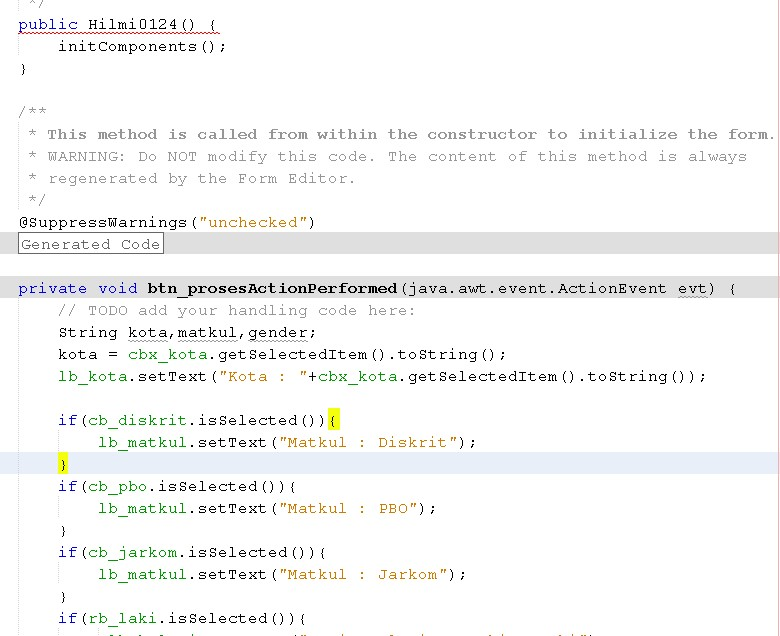 */
public Hilmi0124() {
initComponents();
}
/**
* This method is called from within the constructor to initialize the form.
* WARNING: Do NOT modify this code. The content of this method is always
* regenerated by the Form Editor.
*/
@SuppressWarnings("unchecked")
Generated Code
private void btn_prosesActionPerformed(java.awt.event.ActionEvent evt) {
// TODO add your handling code here:
String kota,matkul,gender;
kota = cbx_kota.getSelectedItem().toString();
lb_kota.setText("Kota : "+cbx_kota.getSelectedItem().toString());
if(cb_diskrit.isSelected()){
lb_matkul.setText("Matkul : Diskrit");
}
if(cb_pbo.isSelected()){
lb_matkul.setText("Matkul : PBO");
}
if(cb_jarkom.isSelected()){
lb_matkul.setText("Matkul : Jarkom");
}
if(rb_laki.isSelected()){